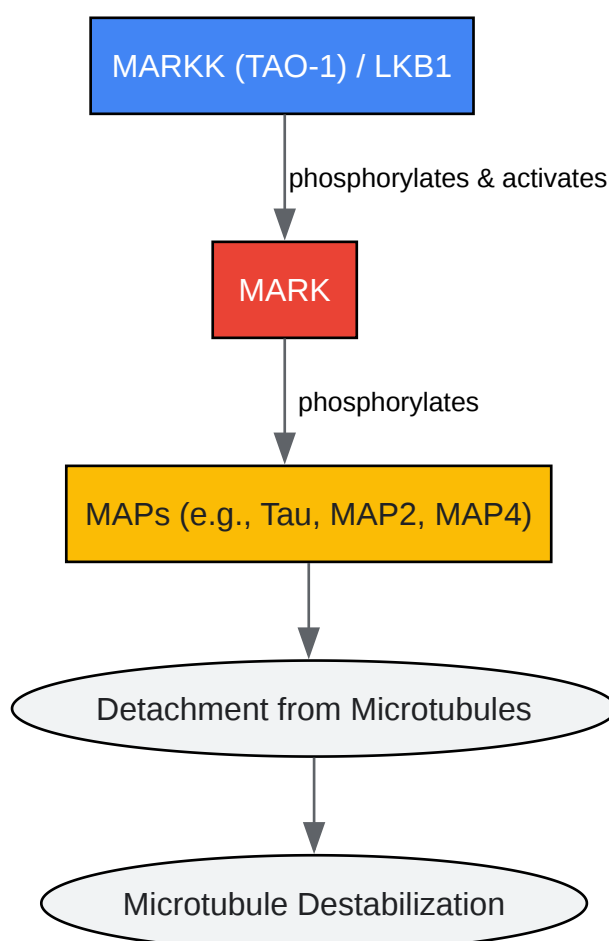 MARKK (TAO-1) / LKB1
phosphorylates & activates
MARK
phosphorylates
MAPs (e.g., Tau, MAP2, MAP4)
Detachment from Microtubules
Microtubule Destabilization